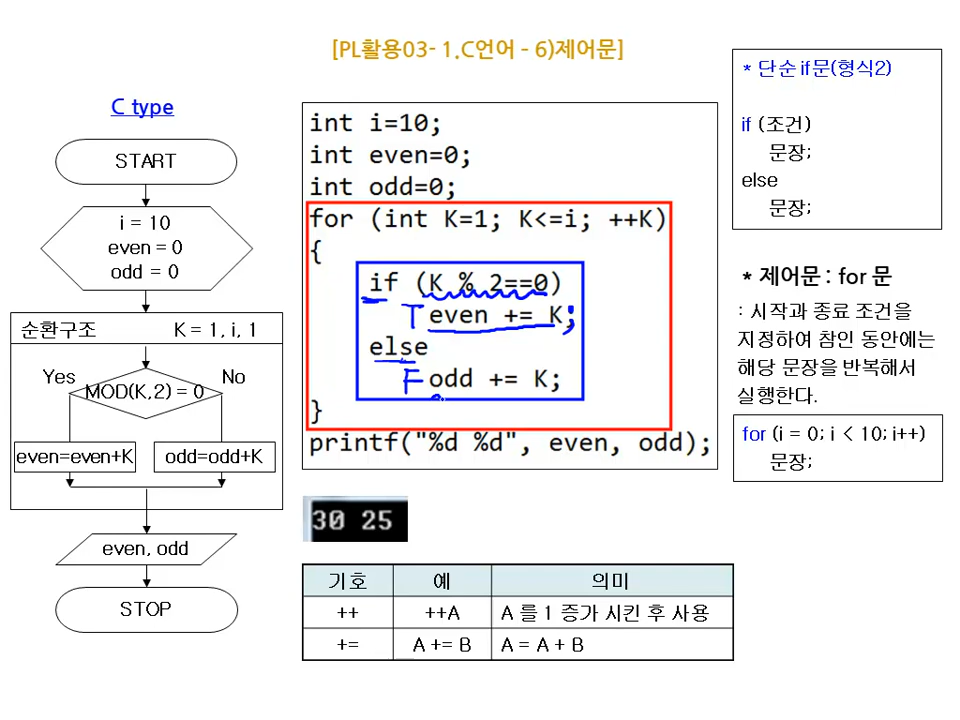 [PL활용03- 1.C언어 - 6)제어문]
C type
START
i = 10
even = 0
odd = 0
순환구조 K = 1, i, 1
Yes
No
MOD(K,2) = 0
even=even+K
odd=odd+K
even, odd
STOP
int i=10;
int even=0;
int odd=0;
for (int K=1; K<=i; ++K)
{
if (K % 2==0)
T even += K;
else
F odd += K;
}
printf("%d %d", even, odd);
30 25
기호 예 의미
++ ++A A 를 1 증가 시킨 후 사용
+= A += B A = A + B
* 단순 if문(형식2)
if (조건)
문장;
else
문장;
* 제어문 : for 문
: 시작과 종료 조건을
지정하여 참인 동안에는
해당 문장을 반복해서
실행한다.
for (i = 0; i < 10; i++)
문장;